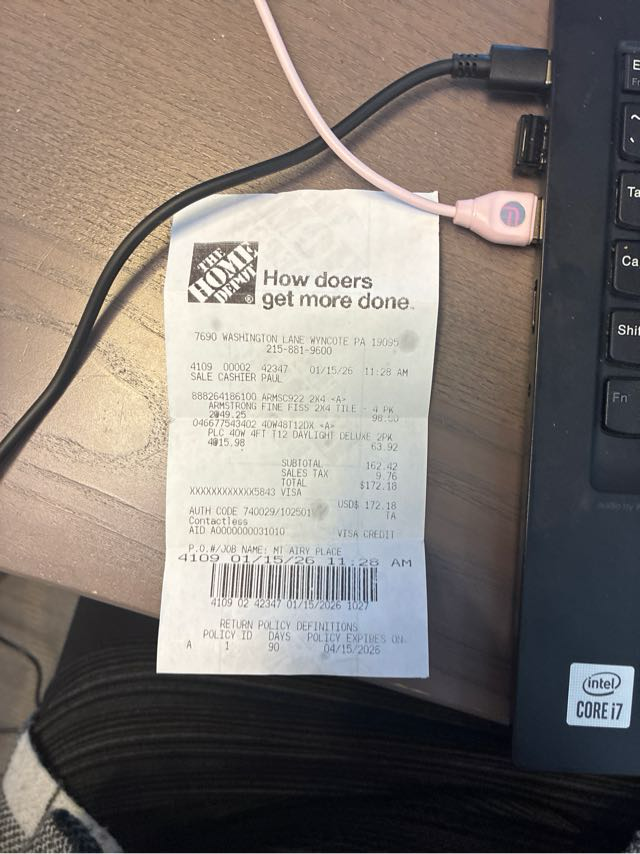 THE
HOME
DEPOT
How doers
get more done
7690 WASHINGTON LANE WYNCOTE PA 19095
215-881-9600
4109 00002 42347 01/15/26 11:28 AM
SALE CASHIER PAUL
888264186100 ARMSC922 2X4 <A>
ARMSTRONG FINE FISS 2X4 TILE - 4 PK
2@49.25 98.50
046677543402 40W48T12DX <A>
PLC 40W 4FT T12 DAYLIGHT DELUXE 2PK
4@15.98 63.92
SUBTOTAL 162.42
SALES TAX 9.76
TOTAL $172.18
XXXXXXXXXXXX5843 VISA
USD$ 172.18
AUTH CODE 740029/102501 TA
Contactless
AID A0000000031010 VISA CREDIT
P.O.#/JOB NAME: MT AIRY PLACE
4109 01/15/26 11:28 AM
4109 02 42347 01/15/2026 1027
RETURN POLICY DEFINITIONS
POLICY ID DAYS POLICY EXPIRES ON
A 1 90 04/15/2026
E
Fn
~
Ta
Ca
Shif
Fn
intel
CORE i7